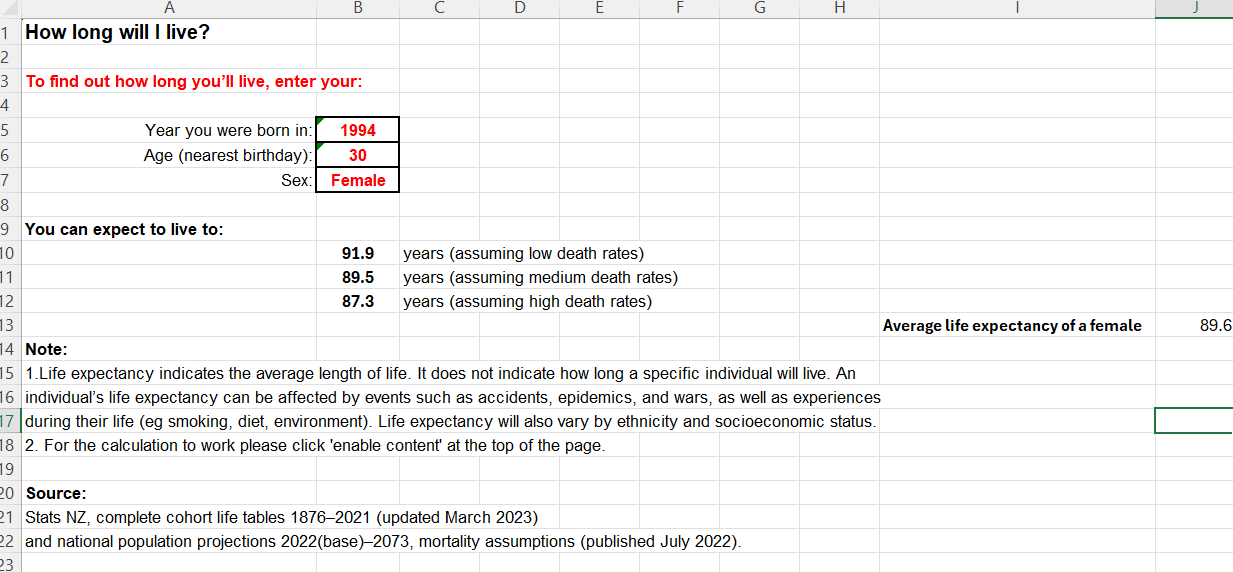 A B C D E F G H I J
1 How long will I live?
2
3 To find out how long you’ll live, enter your:
4
5 Year you were born in: 1994
6 Age (nearest birthday): 30
7 Sex: Female
8
9 You can expect to live to:
10 91.9 years (assuming low death rates)
11 89.5 years (assuming medium death rates)
12 87.3 years (assuming high death rates)
13 Average life expectancy of a female 89.6
14 Note:
15 1.Life expectancy indicates the average length of life. It does not indicate how long a specific individual will live. An
16 individual’s life expectancy can be affected by events such as accidents, epidemics, and wars, as well as experiences
17 during their life (eg smoking, diet, environment). Life expectancy will also vary by ethnicity and socioeconomic status.
18 2. For the calculation to work please click 'enable content' at the top of the page.
19
20 Source:
21 Stats NZ, complete cohort life tables 1876–2021 (updated March 2023)
22 and national population projections 2022(base)–2073, mortality assumptions (published July 2022).
23